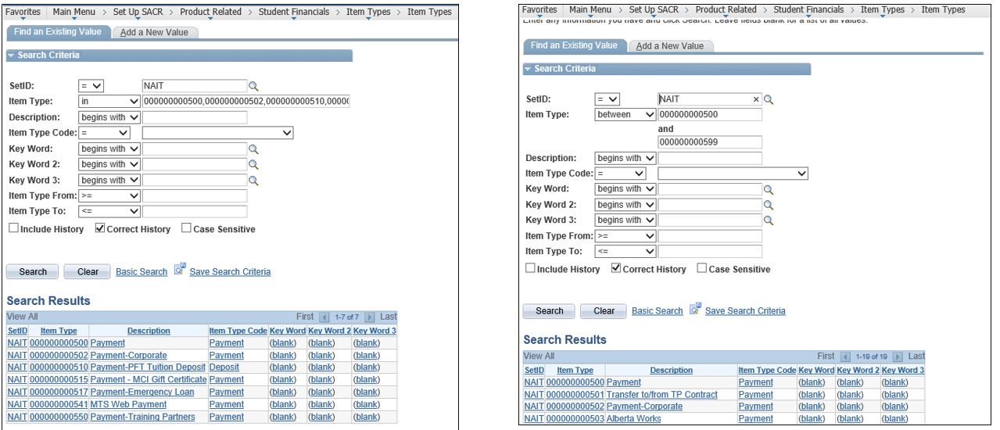 Favorites Main Menu > Set Up SACR > Product Related > Student Financials > Item Types > Item Types
Find an Existing Value Add a New Value
Search Criteria
SetID: = NAIT
Item Type: in 000000000500,000000000502,000000000510,0000
Description: begins with
Item Type Code: =
Key Word: begins with
Key Word 2: begins with
Key Word 3: begins with
Item Type From: >=
Item Type To: <=
Include History Correct History Case Sensitive
Search Clear Basic Search Save Search Criteria
Search Results
View All First 1-7 of 7 Last
SetID Item Type Description Item Type Code Key Word Key Word 2 Key Word 3
NAIT 000000000500 Payment Payment (blank) (blank) (blank)
NAIT 000000000502 Payment-Corporate Payment (blank) (blank) (blank)
NAIT 000000000510 Payment-PFT Tuition Deposit Deposit (blank) (blank) (blank)
NAIT 000000000515 Payment - MCI Gift Certificate Payment (blank) (blank) (blank)
NAIT 000000000517 Payment-Emergency Loan Payment (blank) (blank) (blank)
NAIT 000000000541 MTS Web Payment Payment (blank) (blank) (blank)
NAIT 000000000550 Payment-Training Partners Payment (blank) (blank) (blank)
Favorites Main Menu > Set Up SACR > Product Related > Student Financials > Item Types > Item Types
Enter any information you have and click Search. Leave fields blank for a list of all values.
Find an Existing Value Add a New Value
Search Criteria
SetID: = NAIT ×
Item Type: between 000000000500
and
000000000599
Description: begins with
Item Type Code: =
Key Word: begins with
Key Word 2: begins with
Key Word 3: begins with
Item Type From: >=
Item Type To: <=
Include History Correct History Case Sensitive
Search Clear Basic Search Save Search Criteria
Search Results
View All First 1-19 of 19 Last
SetID Item Type Description Item Type Code Key Word Key Word 2 Key Word 3
NAIT 000000000500 Payment Payment (blank) (blank) (blank)
NAIT 000000000501 Transfer to/from TP Contract Payment (blank) (blank) (blank)
NAIT 000000000502 Payment-Corporate Payment (blank) (blank) (blank)
NAIT 000000000503 Alberta Works Payment (blank) (blank) (blank)